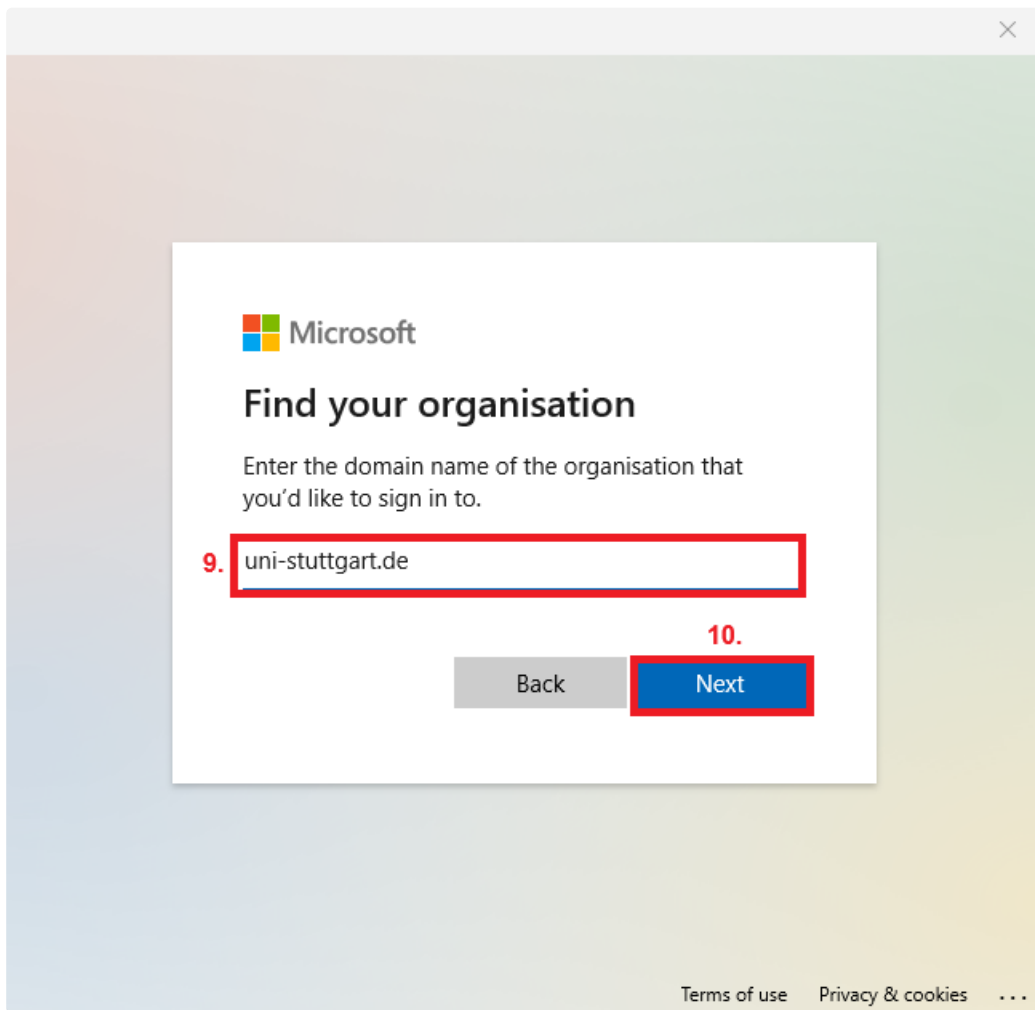 Microsoft
Find your organisation
Enter the domain name of the organisation that
you'd like to sign in to.
9. uni-stuttgart.de
10.
Back Next
Terms of use Privacy & cookies ...